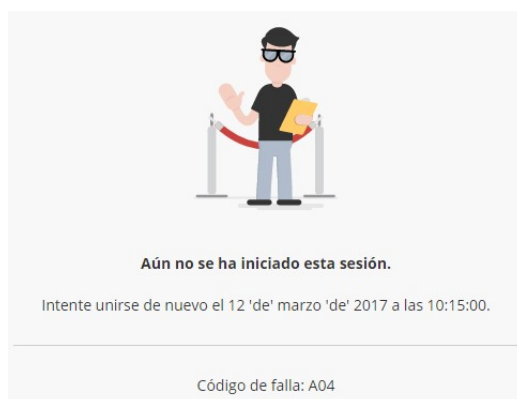 Aún no se ha iniciado esta sesión.
Intente unirse de nuevo el 12 'de' marzo 'de' 2017 a las 10:15:00.
Código de falla: A04